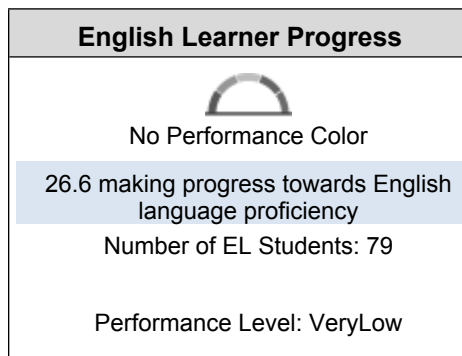 English Learner Progress
No Performance Color
26.6 making progress towards English
language proficiency
Number of EL Students: 79
Performance Level: VeryLow